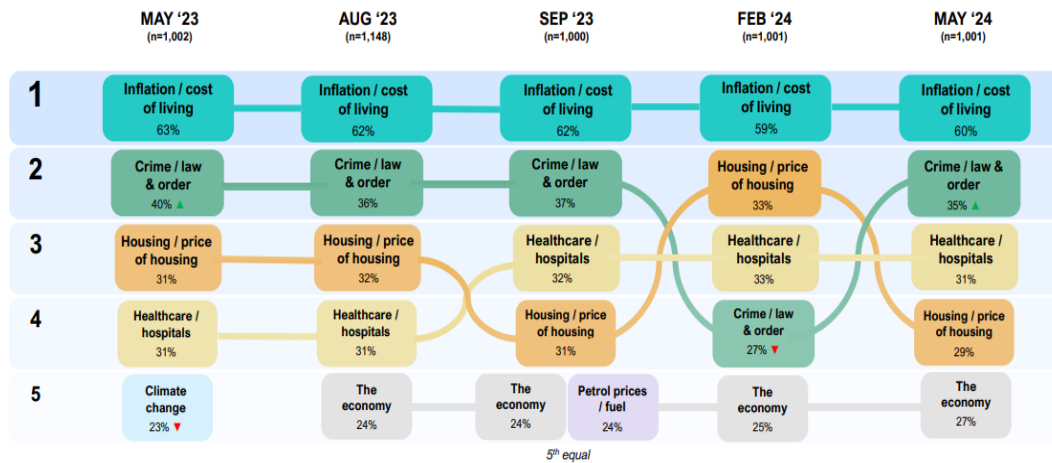 MAY ‘23
(n=1,002)
AUG ‘23
(n=1,148)
SEP ‘23
(n=1,000)
FEB ‘24
(n=1,001)
MAY ‘24
(n=1,001)
1
Inflation / cost
of living
63%
Inflation / cost
of living
62%
Inflation / cost
of living
62%
Inflation / cost
of living
59%
Inflation / cost
of living
60%
2
Crime / law
& order
40% ▲
Crime / law
& order
36%
Crime / law
& order
37%
Housing / price
of housing
33%
Crime / law &
order
35% ▲
3
Housing / price
of housing
31%
Housing / price
of housing
32%
Healthcare /
hospitals
32%
Healthcare /
hospitals
33%
Healthcare /
hospitals
31%
4
Healthcare /
hospitals
31%
Healthcare /
hospitals
31%
Housing / price
of housing
31%
Crime / law
& order
27% ▼
Housing / price
of housing
29%
5
Climate
change
23% ▼
The
economy
24%
The
economy
24%
Petrol prices
/ fuel
24%
The
economy
25%
The
economy
27%
5th equal